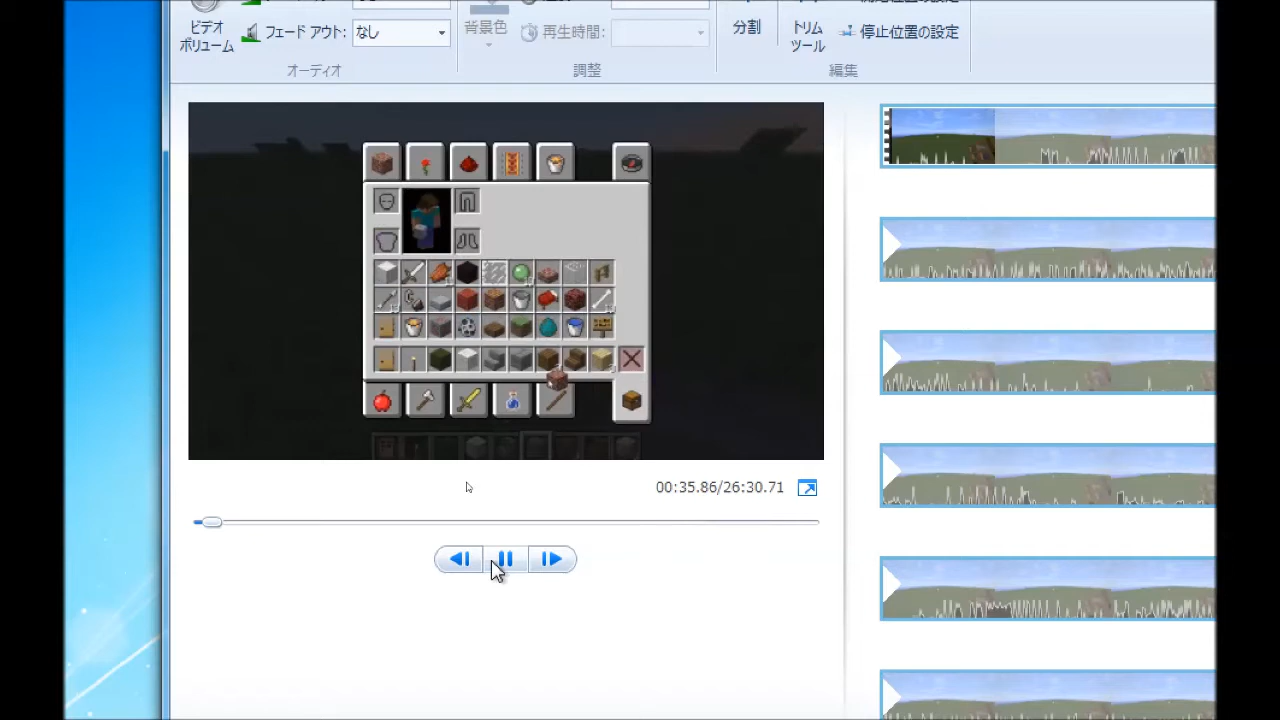 ビデオ
ボリューム
フェード アウト: なし
オーディオ
背景色
再生時間:
調整
分割
トリム
ツール
停止位置の設定
編集
00:35.86/26:30.71